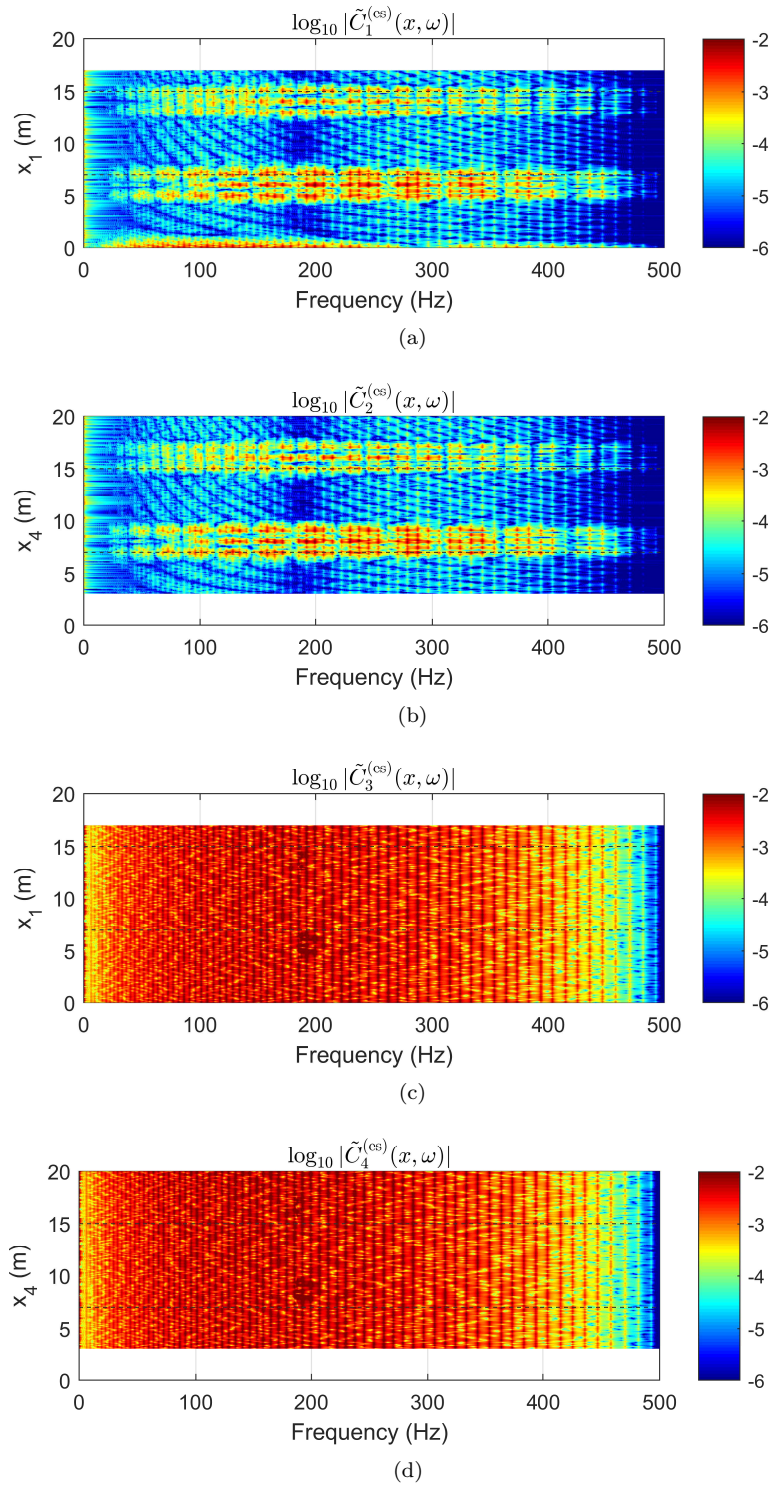 log₁₀ |C̃₁⁽ᶜˢ⁾(x, ω)|
20
15
10
5
0
x₁ (m)
0 100 200 300 400 500
Frequency (Hz)
-2
-3
-4
-5
-6
(a)
log₁₀ |C̃₂⁽ᶜˢ⁾(x, ω)|
20
15
10
5
0
x₄ (m)
0 100 200 300 400 500
Frequency (Hz)
-2
-3
-4
-5
-6
(b)
log₁₀ |C̃₃⁽ᶜˢ⁾(x, ω)|
20
15
10
5
0
x₁ (m)
0 100 200 300 400 500
Frequency (Hz)
-2
-3
-4
-5
-6
(c)
log₁₀ |C̃₄⁽ᶜˢ⁾(x, ω)|
20
15
10
5
0
x₄ (m)
0 100 200 300 400 500
Frequency (Hz)
-2
-3
-4
-5
-6
(d)